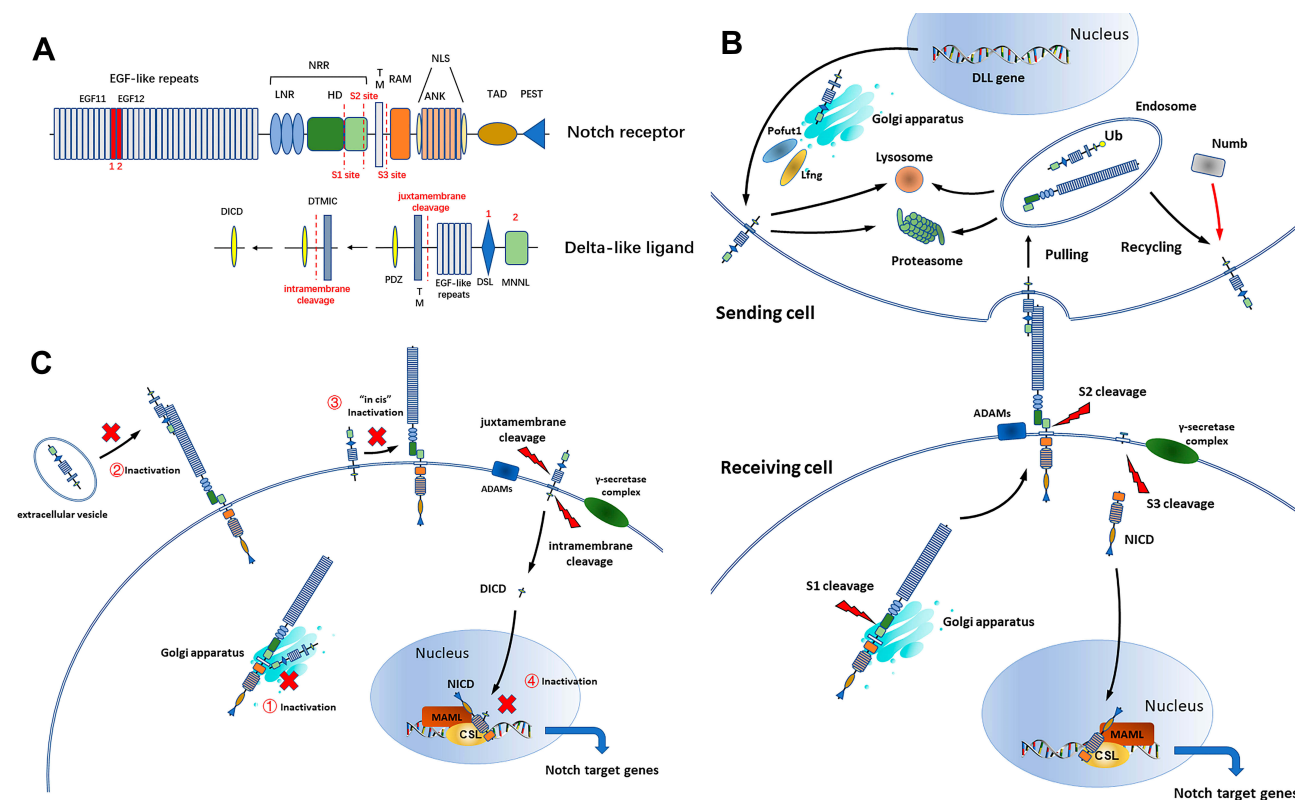 A
EGF-like repeats
EGF11
EGF12
1 2
NRR
LNR
HD
S2 site
S1 site
T
M
S3 site
RAM
NLS
ANK
TAD
PEST
Notch receptor
DICD
DTMIC
intramembrane
cleavage
juxtamembrane
cleavage
PDZ
T
M
EGF-like
repeats
1
DSL
2
MNNL
Delta-like ligand
B
Nucleus
DLL gene
Golgi apparatus
Pofut1
Lfng
Lysosome
Proteasome
Endosome
Ub
Numb
Pulling
Recycling
Sending cell
ADAMs
S2 cleavage
γ-secretase
complex
Receiving cell
S3 cleavage
NICD
S1 cleavage
Golgi apparatus
Nucleus
MAML
CSL
Notch target genes
C
②Inactivation
extracellular vesicle
③
“in cis”
Inactivation
juxtamembrane
cleavage
ADAMs
γ-secretase
complex
intramembrane
cleavage
DICD
Golgi apparatus
① Inactivation
Nucleus
NICD
④ Inactivation
MAML
CSL
Notch target genes